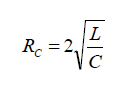 R_C = 2√(L/C)